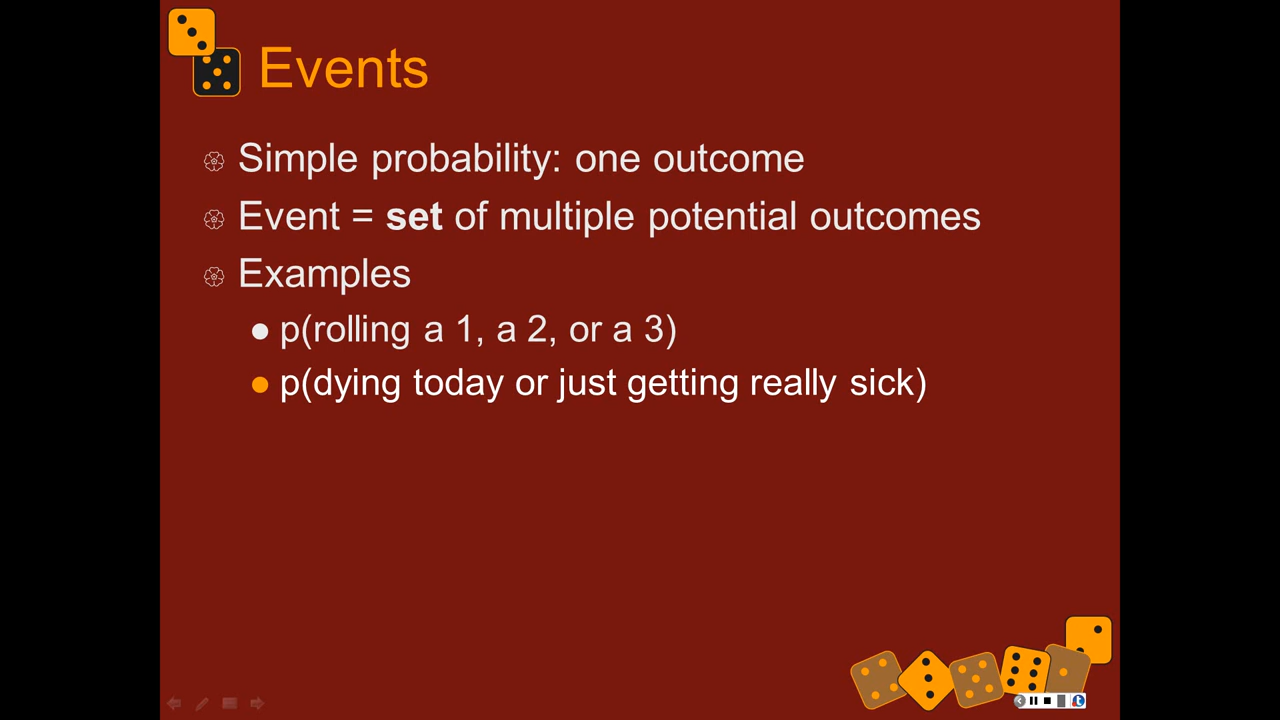 Events
Simple probability: one outcome
Event = set of multiple potential outcomes
Examples
p(rolling a 1, a 2, or a 3)
p(dying today or just getting really sick)